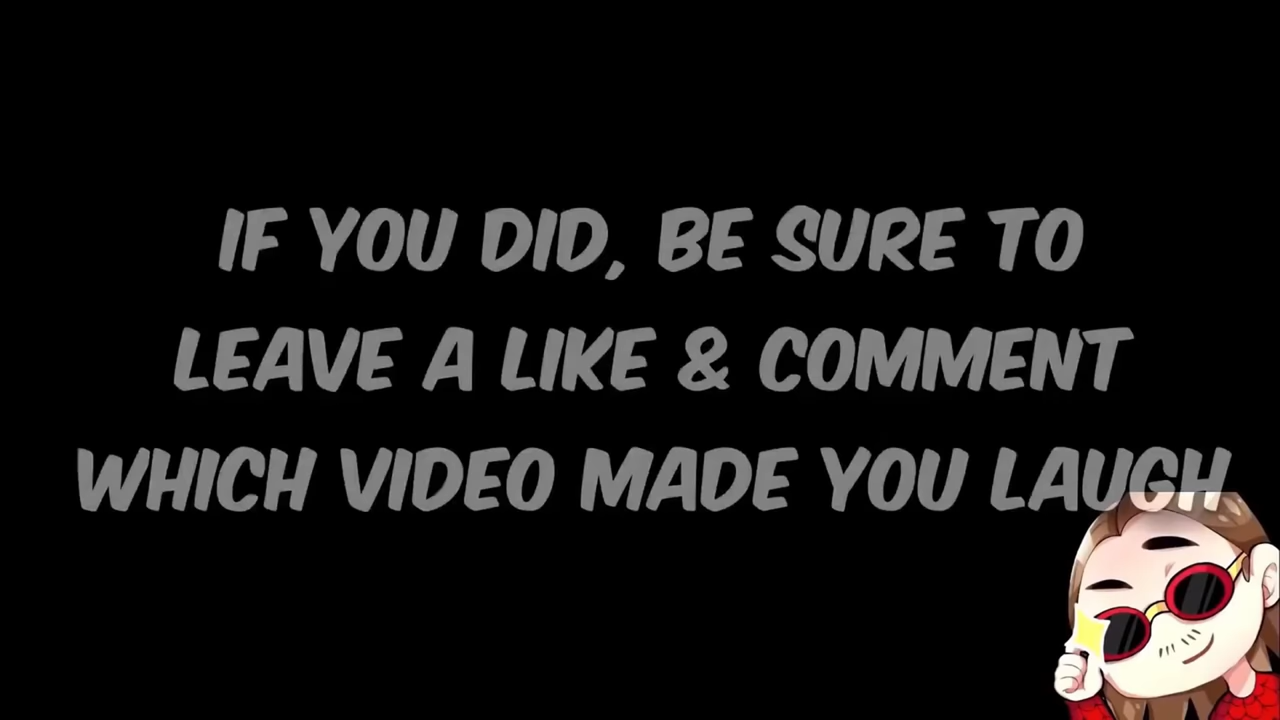 IF YOU DID, BE SURE TO
LEAVE A LIKE & COMMENT
WHICH VIDEO MADE YOU LAUGH